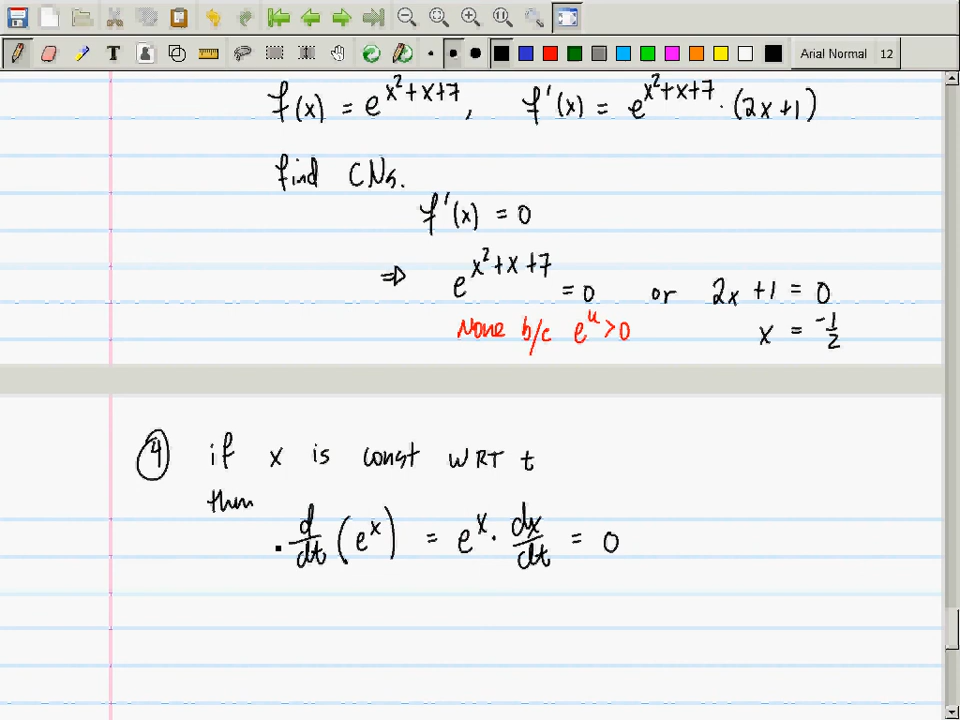 Arial Normal 12
f(x) = e^{x²+x+7}, f'(x) = e^{x²+x+7} · (2x+1)
find CNs.
f'(x) = 0
⇒ e^{x²+x+7} = 0 or 2x+1 = 0
None b/c e^u > 0 x = -1/2
④ if x is const WRT t
then
d/dt (e^x) = e^x · dx/dt = 0